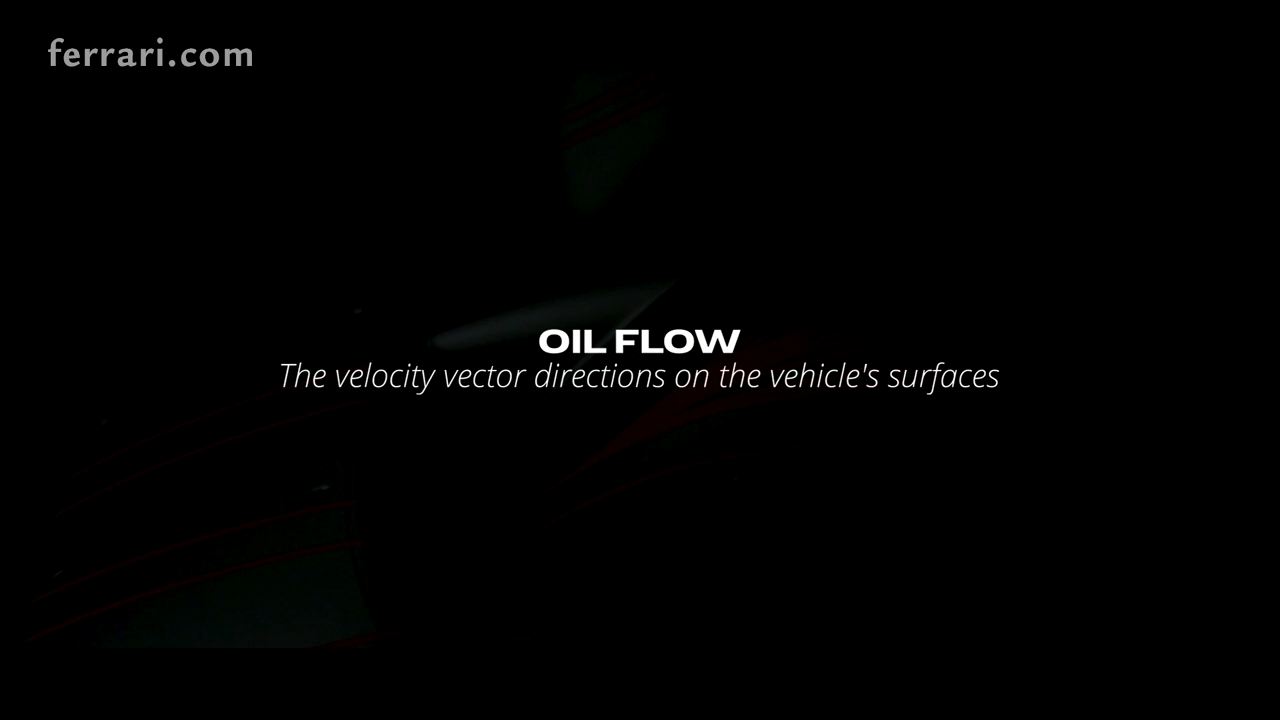 ferrari.com
OIL FLOW
The velocity vector directions on the vehicle's surfaces